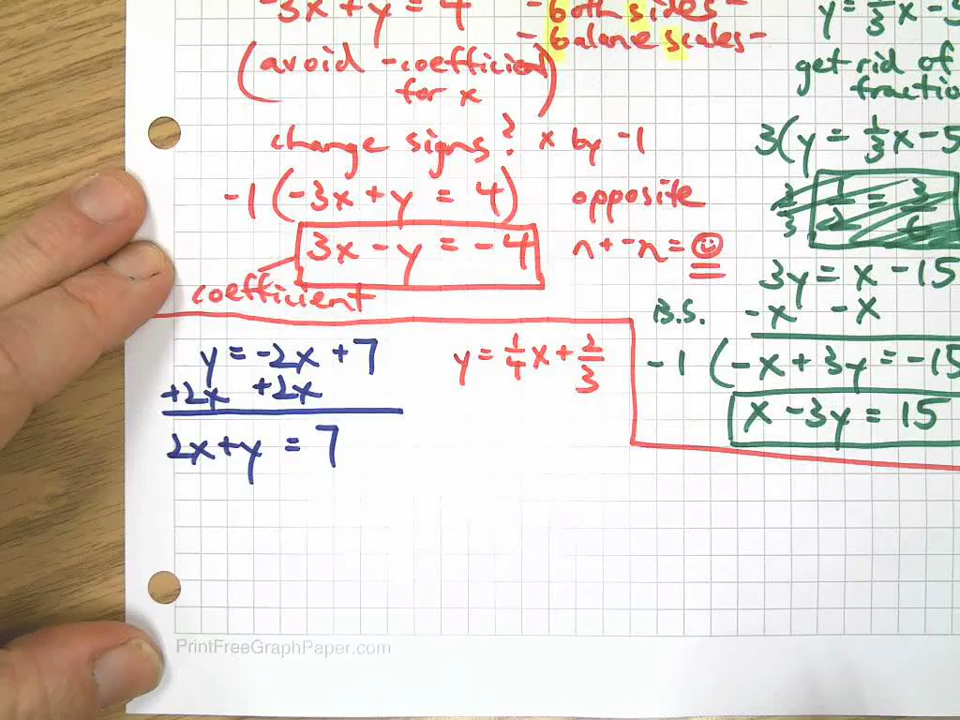 -3x + y = 4
- both sides -
- balane scales -
(avoid - coefficient
for x)
change signs? x by -1
-1 (-3x + y = 4) opposite
3x - y = -4
n + -n = ☺
coefficient
y = 1/3 x - 5
get rid of
fractio
3(y = 1/3 x - 5
3y = x - 15
B.S. -x -x
-1 (-x + 3y = -15
x - 3y = 15
y = -2x + 7
+2x +2x
2x + y = 7
y = 1/4 x + 2/3
PrintFreeGraphPaper.com